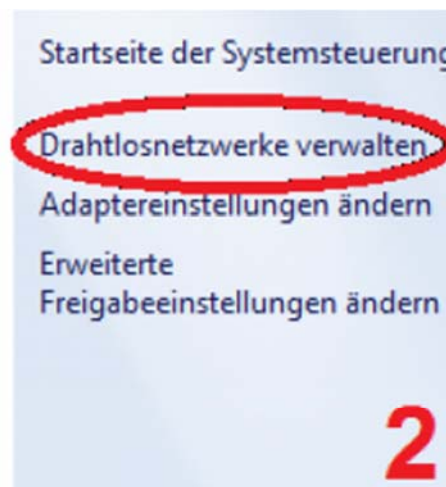 Startseite der Systemsteuerung
Drahtlosnetzwerke verwalten
Adaptereinstellungen ändern
Erweiterte
Freigabeeinstellungen ändern
2